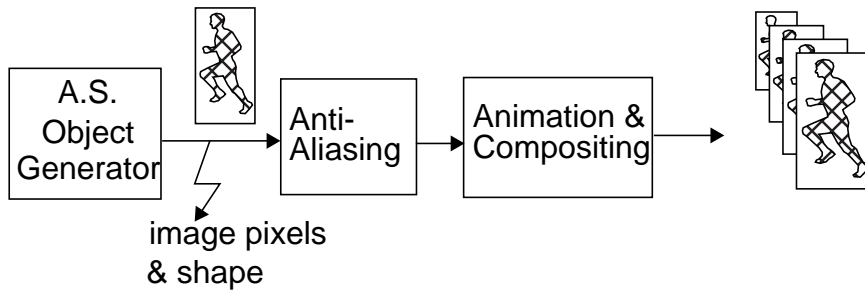 A.S.
Object
Generator
Anti-
Aliasing
Animation &
Compositing
image pixels
& shape